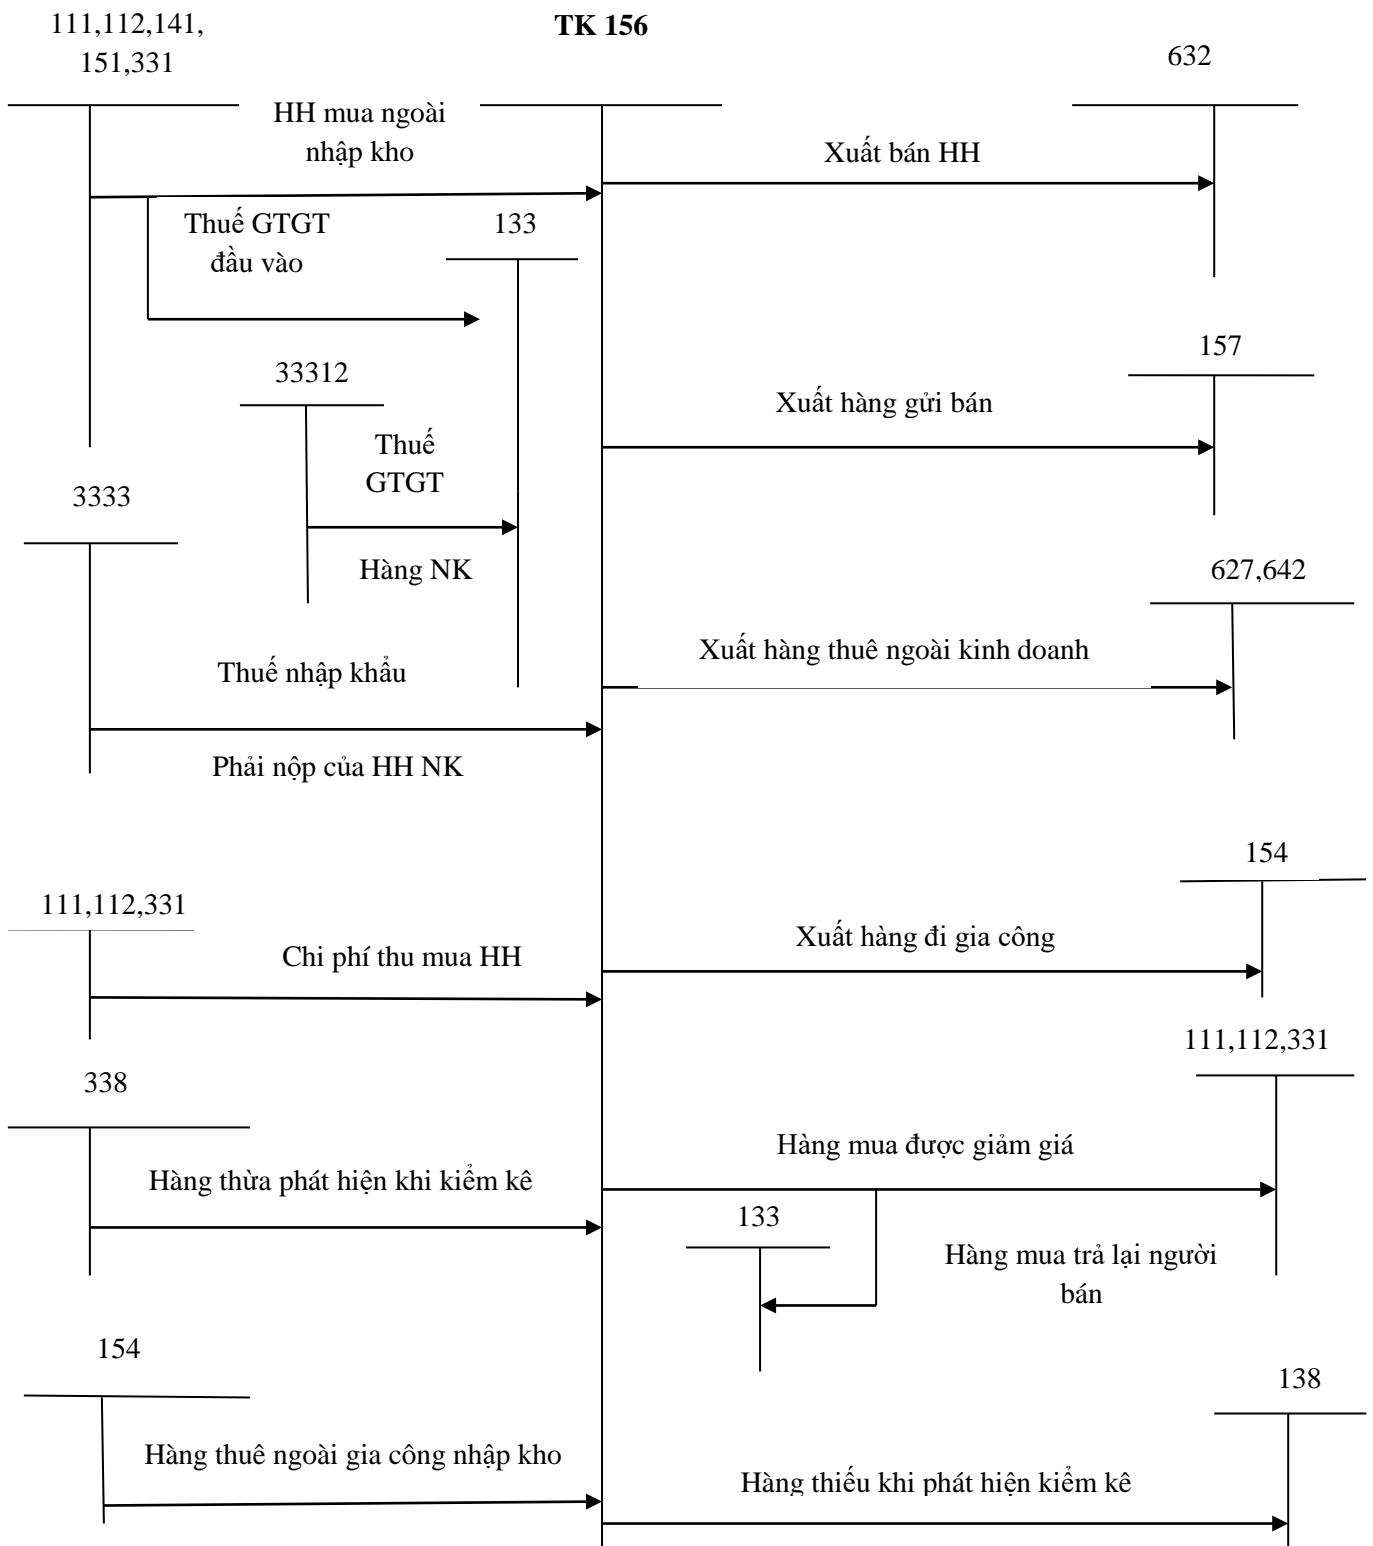 111,112,141,
151,331
TK 156
632
HH mua ngoài
nhập kho
Xuất bán HH
Thuế GTGT
đầu vào
133
33312
157
Xuất hàng gửi bán
Thuế
GTGT
3333
Hàng NK
627,642
Thuế nhập khẩu
Xuất hàng thuê ngoài kinh doanh
Phải nộp của HH NK
154
111,112,331
Chi phí thu mua HH
Xuất hàng đi gia công
111,112,331
338
Hàng mua được giảm giá
Hàng thừa phát hiện khi kiểm kê
133
Hàng mua trả lại người
bán
154
138
Hàng thuê ngoài gia công nhập kho
Hàng thiếu khi phát hiện kiểm kê